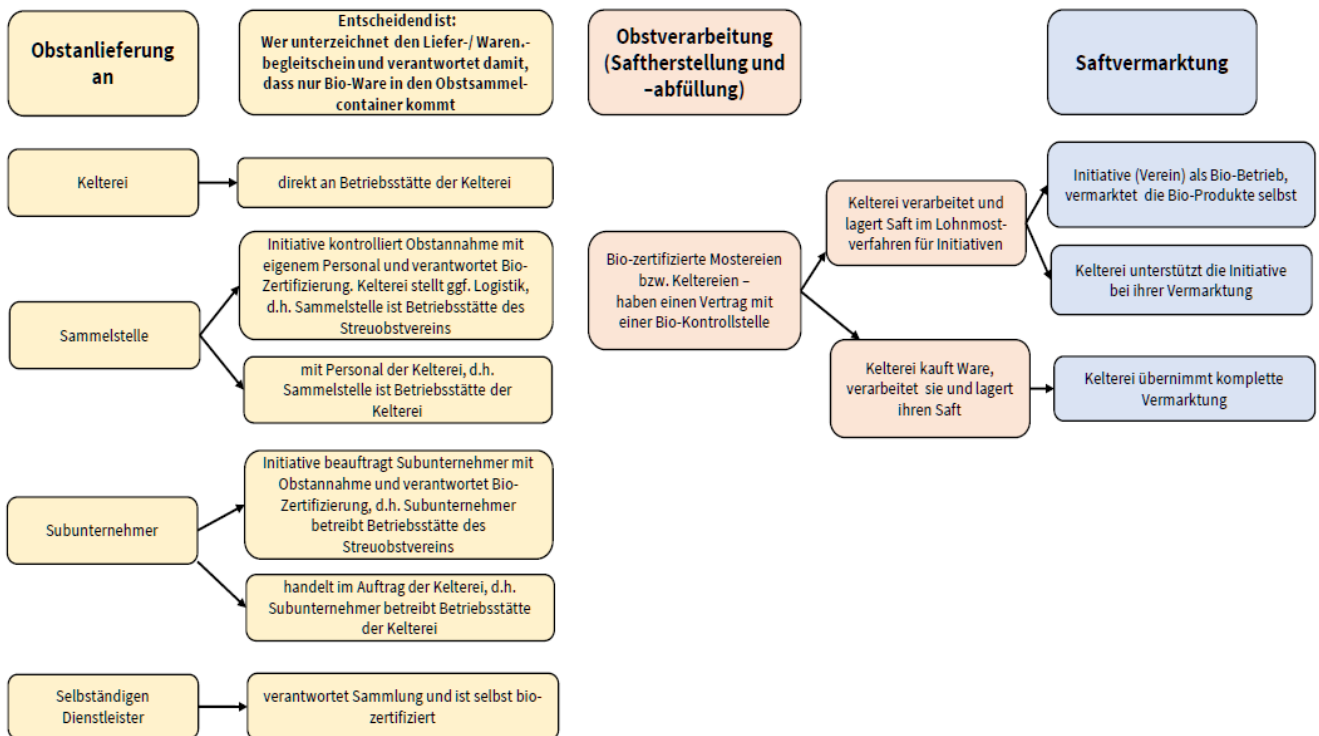 Obstanlieferung
an
Entscheidend ist:
Wer unterzeichnet den Liefer-/ Waren.-
begleitschein und verantwortet damit,
dass nur Bio-Ware in den Obstsammel-
container kommt
Obstverarbeitung
(Saftherstellung und
–abfüllung)
Saftvermarktung
Kelterei
direkt an Betriebsstätte der Kelterei
Sammelstelle
Initiative kontrolliert Obstannahme mit
eigenem Personal und verantwortet Bio-
Zertifizierung. Kelterei stellt ggf. Logistik,
d.h. Sammelstelle ist Betriebsstätte des
Streuobstvereins
mit Personal der Kelterei, d.h.
Sammelstelle ist Betriebsstätte der
Kelterei
Subunternehmer
Initiative beauftragt Subunternehmer mit
Obstannahme und verantwortet Bio-
Zertifizierung, d.h. Subunternehmer
betreibt Betriebsstätte des
Streuobstvereins
handelt im Auftrag der Kelterei, d.h.
Subunternehmer betreibt Betriebsstätte
der Kelterei
Selbständigen
Dienstleister
verantwortet Sammlung und ist selbst bio-
zertifiziert
Bio-zertifizierte Mostereien
bzw. Keltereien –
haben einen Vertrag mit
einer Bio-Kontrollstelle
Kelterei verarbeitet und
lagert Saft im Lohnmost-
verfahren für Initiativen
Kelterei kauft Ware,
verarbeitet sie und lagert
ihren Saft
Initiative (Verein) als Bio-Betrieb,
vermarktet die Bio-Produkte selbst
Kelterei unterstützt die Initiative
bei ihrer Vermarktung
Kelterei übernimmt komplette
Vermarktung